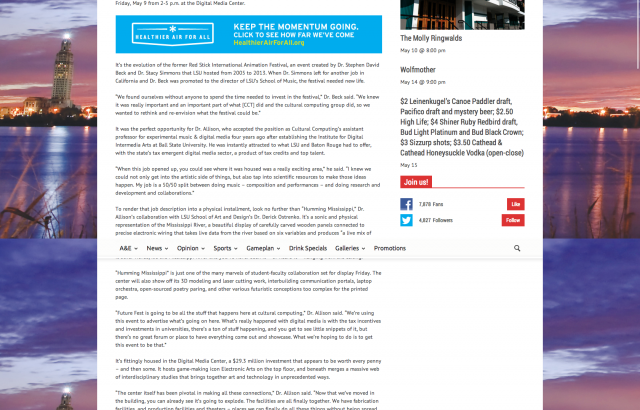 Friday, May 9 from 2-5 p.m. at the Digital Media Center.
HEALTHIER AIR FOR ALL
KEEP THE MOMENTUM GOING.
CLICK TO SEE HOW FAR WE'VE COME
HealthierAirForAll.org
It's the evolution of the former Red Stick International Animation Festival, an event created by Dr. Stephen David
Beck and Dr. Stacy Simmons that LSU hosted from 2005 to 2013. When Dr. Simmons left for another job in
California and Dr. Beck was promoted to the director of LSU's School of Music, the festival needed new life.
"We found ourselves without anyone to spend the time needed to invest in the festival," Dr. Beck said. "We knew
it was really important and an important part of what [CCT] did and the cultural computing group did, so we
wanted to rethink and re-envision what the festival could be."
It was the perfect opportunity for Dr. Allison, who accepted the position as Cultural Computing's assistant
professor for experimental music & digital media four years ago after establishing the Institute for Digital
Intermedia Arts at Ball State University. He was instantly attracted to what LSU and Baton Rouge had to offer,
with the state's tax emergent digital media sector, a product of tax credits and top talent.
"When this job opened up, you could see where it was housed was a really exciting area," he said. "I knew we
could not only get into the artistic side of things, but also tap into scientific resources to make those ideas
happen. My job is a 50/50 split between doing music – composition and performances – and doing research and
development and collaborations."
To render that job description into a physical installment, look no further than "Humming Mississippi," Dr.
Allison's collaboration with LSU School of Art and Design's Dr. Derick Ostrenko. It's a sonic and physical
representation of the Mississippi River, a beautiful display of carefully carved wooden panels connected to
precise electronic wiring that takes live data from the river based on six variables and produces "a live mix of
A&E News Opinion Sports Gameplan Drink Specials Galleries Promotions
"Humming Mississippi" is just one of the many marvels of student-faculty collaboration set for display Friday. The
center will also show off its 3D modeling and laser cutting work, interbuilding communication portals, laptop
orchestra, open-sourced poetry paring, and other various futuristic conceptions too complex for the printed
page.
"Future Fest is going to be all the stuff that happens here at cultural computing," Dr. Allison said. "We're using
this event to advertise what's going on here. What's really happened with digital media is with the tax incentives
and investments in universities, there's a ton of stuff happening, and you get to see little snippets of it, but
there's no great forum or place to have everything come out and showcase. What we're hoping to do is to get
this event to be that."
It's fittingly housed in the Digital Media Center, a $29.5 million investment that appears to be worth every penny
– and then some. It hosts game-making icon Electronic Arts on the top floor, and beneath merges a massive web
of interdisciplinary studies that brings together art and technology in unprecedented ways.
"The center itself has been pivotal in making all these connections," Dr. Allison said. "Now that we've moved in
the building, you can already see it's going to explode. The facilities are all finally together. We have fabrication
facilities, and production facilities and theaters – places we can finally do all these things without being spread
The Molly Ringwalds
May 10 @ 8:00 pm
Wolfmother
May 14 @ 9:00 pm
$2 Leinenkugel's Canoe Paddler draft,
Pacifico draft and mystery beer; $2.50
High Life; $4 Shiner Ruby Redbird draft,
Bud Light Platinum and Bud Black Crown;
$3 Sizzurp shots; $3.50 Cathead &
Cathead Honeysuckle Vodka (open-close)
May 15
Join us!
7,878 Fans Like
4,827 Followers Follow